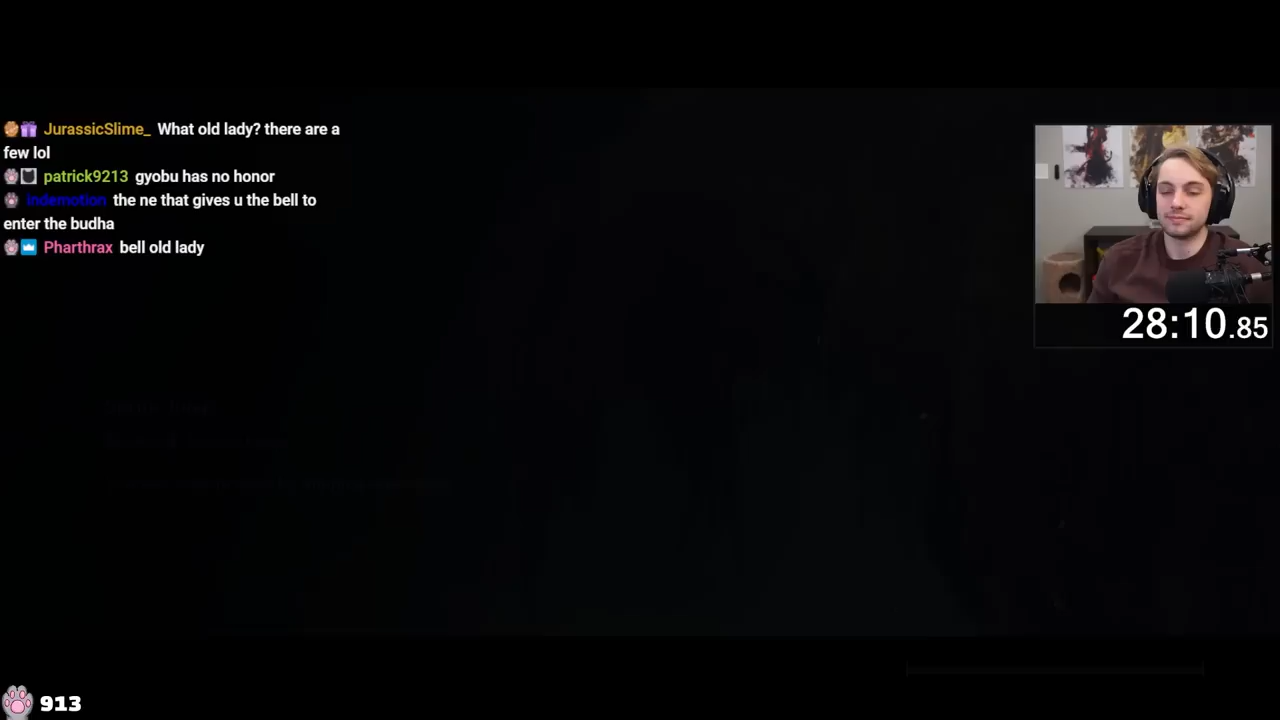 JurassicSlime_ What old lady? there are a
few lol
patrick9213 gyobu has no honor
indemotion the ne that gives u the bell to
enter the budha
Pharthrax bell old lady
28:10.85
913